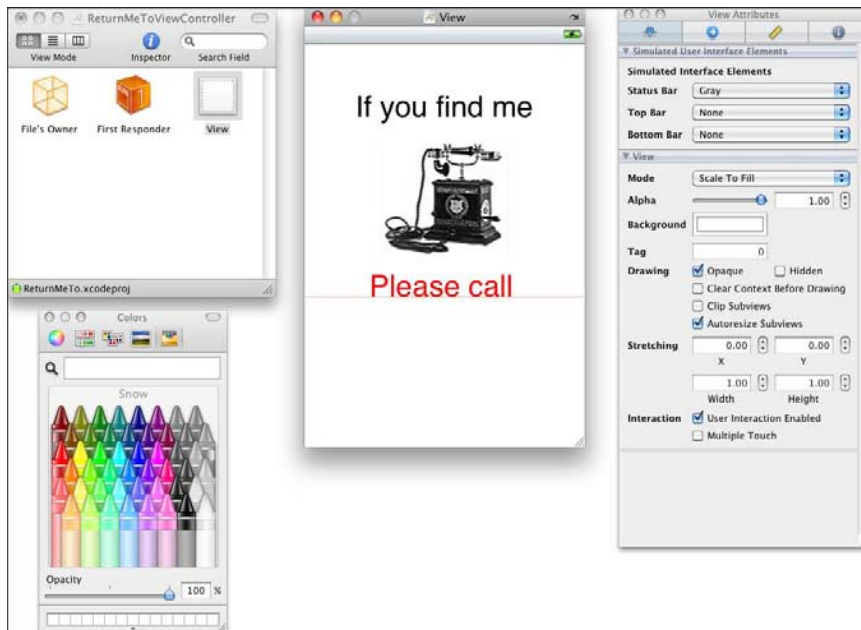 ReturnMeToViewController
View Mode
Inspector
Search Field
File's Owner
First Responder
View
ReturnMeTo.xcodeproj
Colors
Snow
Opacity
100 %
View
If you find me
Please call
View Attributes
Simulated User Interface Elements
Simulated Interface Elements
Status Bar Gray
Top Bar None
Bottom Bar None
View
Mode Scale To Fill
Alpha 1.00
Background
Tag 0
Drawing Opaque Hidden
Clear Context Before Drawing
Clip Subviews
Autoresize Subviews
Stretching 0.00 0.00
X Y
1.00 1.00
Width Height
Interaction User Interaction Enabled
Multiple Touch